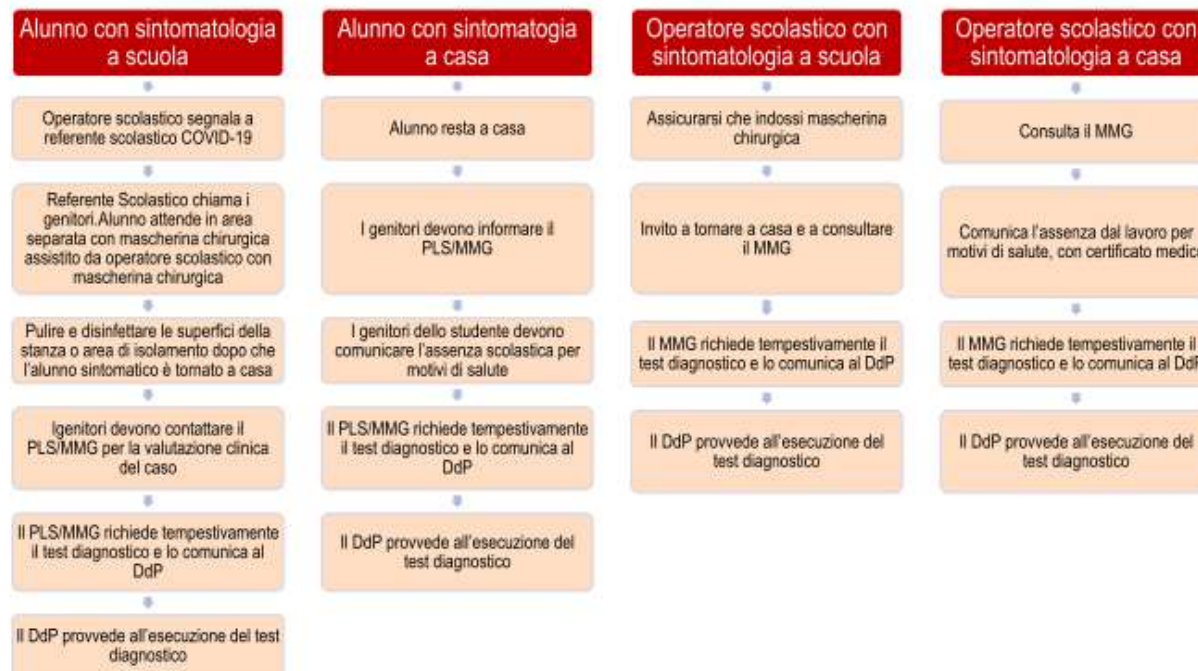 Alunno con sintomatologia
a scuola
Operatore scolastico segnala a
referente scolastico COVID-19
Referente Scolastico chiama i
genitori.Alunno attende in area
separata con mascherina chirurgica
assistito da operatore scolastico con
mascherina chirurgica
Pulire e disinfettare le superfici della
stanza o area di isolamento dopo che
l'alunno sintomatico è tornato a casa
Igenitori devono contattare il
PLS/MMG per la valutazione clinica
del caso
Il PLS/MMG richiede tempestivamente
il test diagnostico e lo comunica al
DdP
Il DdP provvede all'esecuzione del test
diagnostico
Alunno con sintomatogia
a casa
Alunno resta a casa
I genitori devono informare il
PLS/MMG
I genitori dello studente devono
comunicare l'assenza scolastica per
motivi di salute
Il PLS/MMG richiede tempestivamente
il test diagnostico e lo comunica al
DdP
Il DdP provvede all'esecuzione del
test diagnostico
Operatore scolastico con
sintomatologia a scuola
Assicurarsi che indossi mascherina
chirurgica
Invito a tornare a casa e a consultare
il MMG
Il MMG richiede tempestivamente il
test diagnostico e lo comunica al DdP
Il DdP provvede all'esecuzione del
test diagnostico
Operatore scolastico con
sintomatologia a casa
Consulta il MMG
Comunica l'assenza dal lavoro per
motivi di salute, con certificato medic
Il MMG richiede tempestivamente il
test diagnostico e lo comunica al Dd
Il DdP provvede all'esecuzione del
test diagnostico